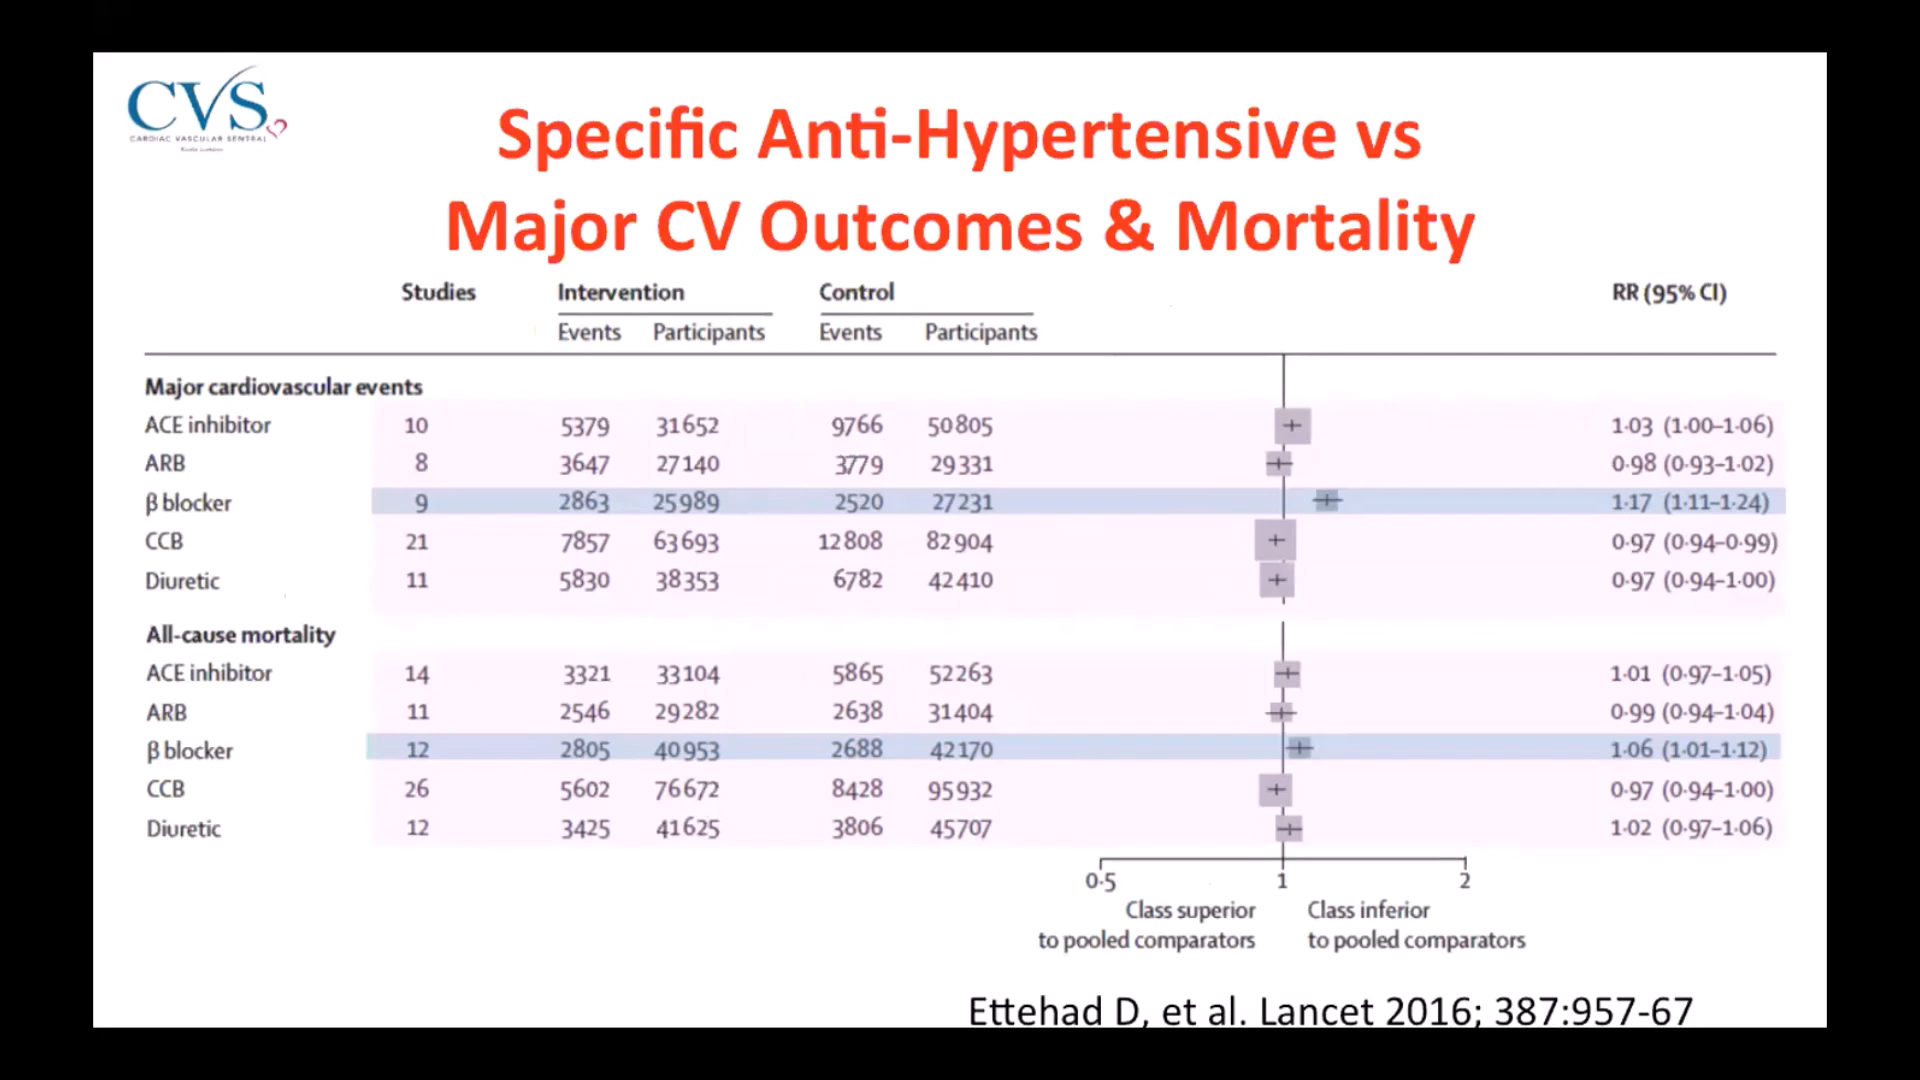 CVS
CARDIAC VASCULAR SENTRAL
Specific Anti-Hypertensive vs
Major CV Outcomes & Mortality
Studies Intervention Control RR (95% CI)
Events Participants Events Participants
Major cardiovascular events
ACE inhibitor 10 5379 31652 9766 50805 1·03 (1·00–1·06)
ARB 8 3647 27140 3779 29331 0·98 (0·93–1·02)
β blocker 9 2863 25989 2520 27231 1·17 (1·11–1·24)
CCB 21 7857 63693 12808 82904 0·97 (0·94–0·99)
Diuretic 11 5830 38353 6782 42410 0·97 (0·94–1·00)
All-cause mortality
ACE inhibitor 14 3321 33104 5865 52263 1·01 (0·97–1·05)
ARB 11 2546 29282 2638 31404 0·99 (0·94–1·04)
β blocker 12 2805 40953 2688 42170 1·06 (1·01–1·12)
CCB 26 5602 76672 8428 95932 0·97 (0·94–1·00)
Diuretic 12 3425 41625 3806 45707 1·02 (0·97–1·06)
0·5 1 2
Class superior Class inferior
to pooled comparators to pooled comparators
Ettehad D, et al. Lancet 2016; 387:957-67